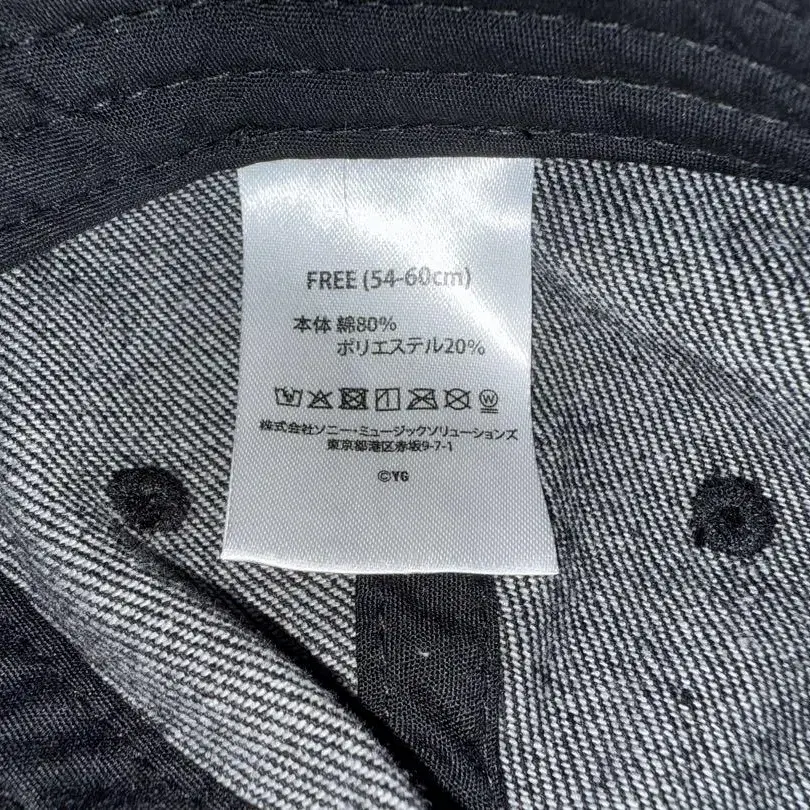 FREE (54-60cm)
本体 綿80%
ポリエステル20%
W
株式会社ソニー・ミュージックソリューションズ
東京都港区赤坂9-7-1
©YG